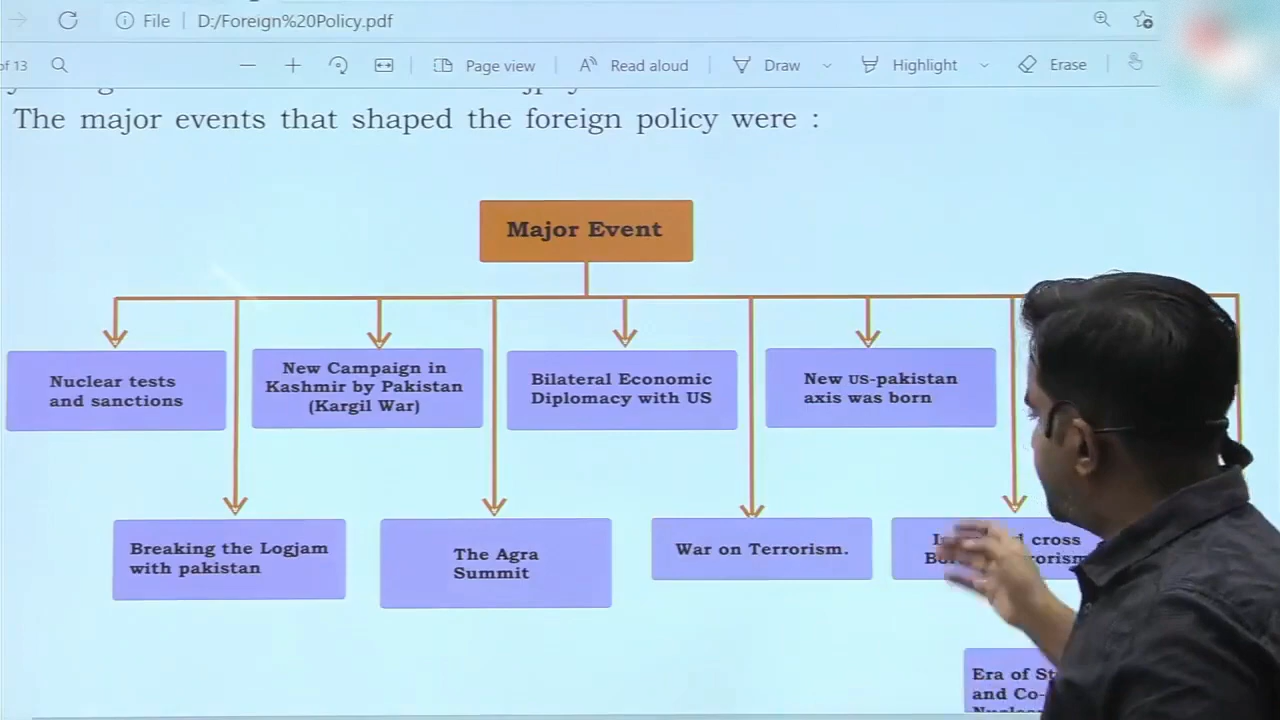 File
D:/Foreign%20Policy.pdf
of 13
Page view
Read aloud
Draw
Highlight
Erase
The major events that shaped the foreign policy were :
Major Event
Nuclear tests
and sanctions
New Campaign in
Kashmir by Pakistan
(Kargil War)
Bilateral Economic
Diplomacy with US
New US-pakistan
axis was born
Breaking the Logjam
with pakistan
The Agra
Summit
War on Terrorism.
cross
Era of
and Co-